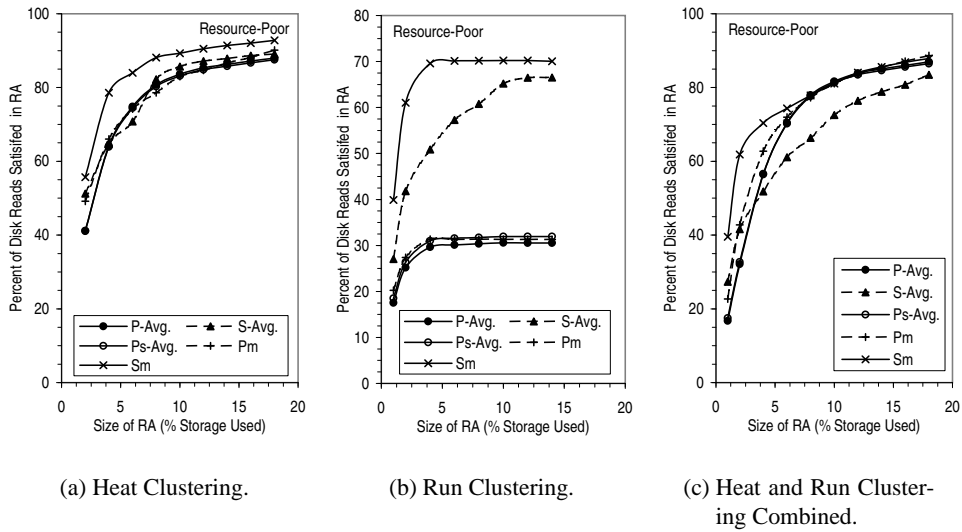 Percent of Disk Reads Satisifed in RA
100
80
60
40
20
0
Resource-Poor
P-Avg.
S-Avg.
Ps-Avg.
Pm
Sm
0 5 10 15 20
Size of RA (% Storage Used)
(a) Heat Clustering.
Percent of Disk Reads Satisifed in RA
80
70
60
50
40
30
20
10
0
Resource-Poor
P-Avg.
S-Avg.
Ps-Avg.
Pm
Sm
0 5 10 15 20
Size of RA (% Storage Used)
(b) Run Clustering.
Percent of Disk Reads Satisifed in RA
100
80
60
40
20
0
Resource-Poor
P-Avg.
S-Avg.
Ps-Avg.
Pm
Sm
0 5 10 15 20
Size of RA (% Storage Used)
(c) Heat and Run Cluster-
ing Combined.